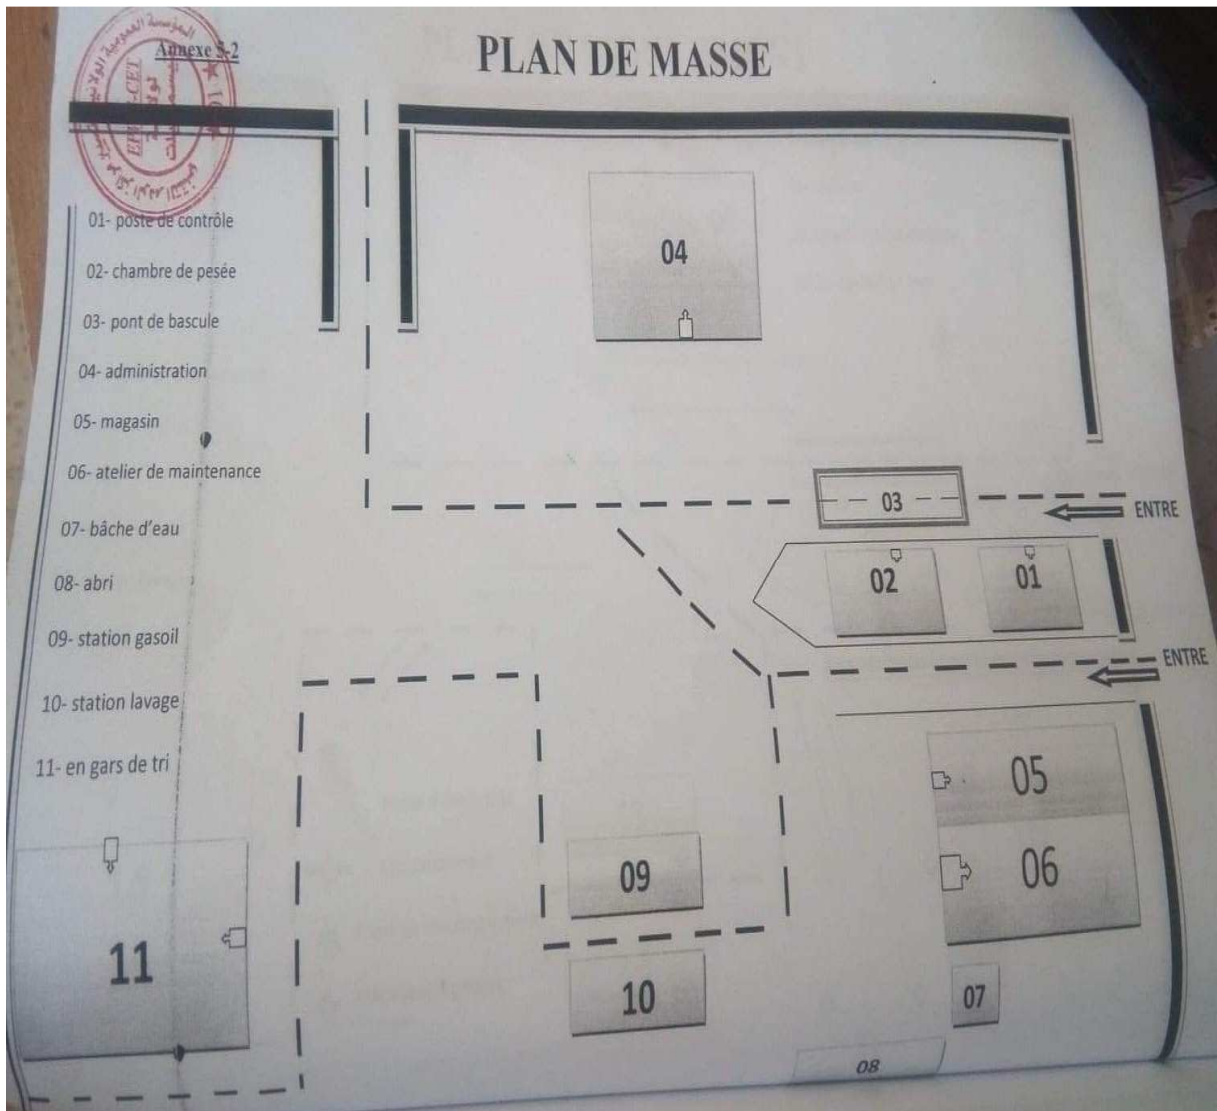 Annexe 5-2
PLAN DE MASSE
01- poste de contrôle
02- chambre de pesée
03- pont de bascule
04- administration
05- magasin
06- atelier de maintenance
07- bâche d'eau
08- abri
09- station gasoil
10- station lavage
11- en gars de tri
04
03
ENTRE
02
01
ENTRE
05
09
06
11
10
07
08